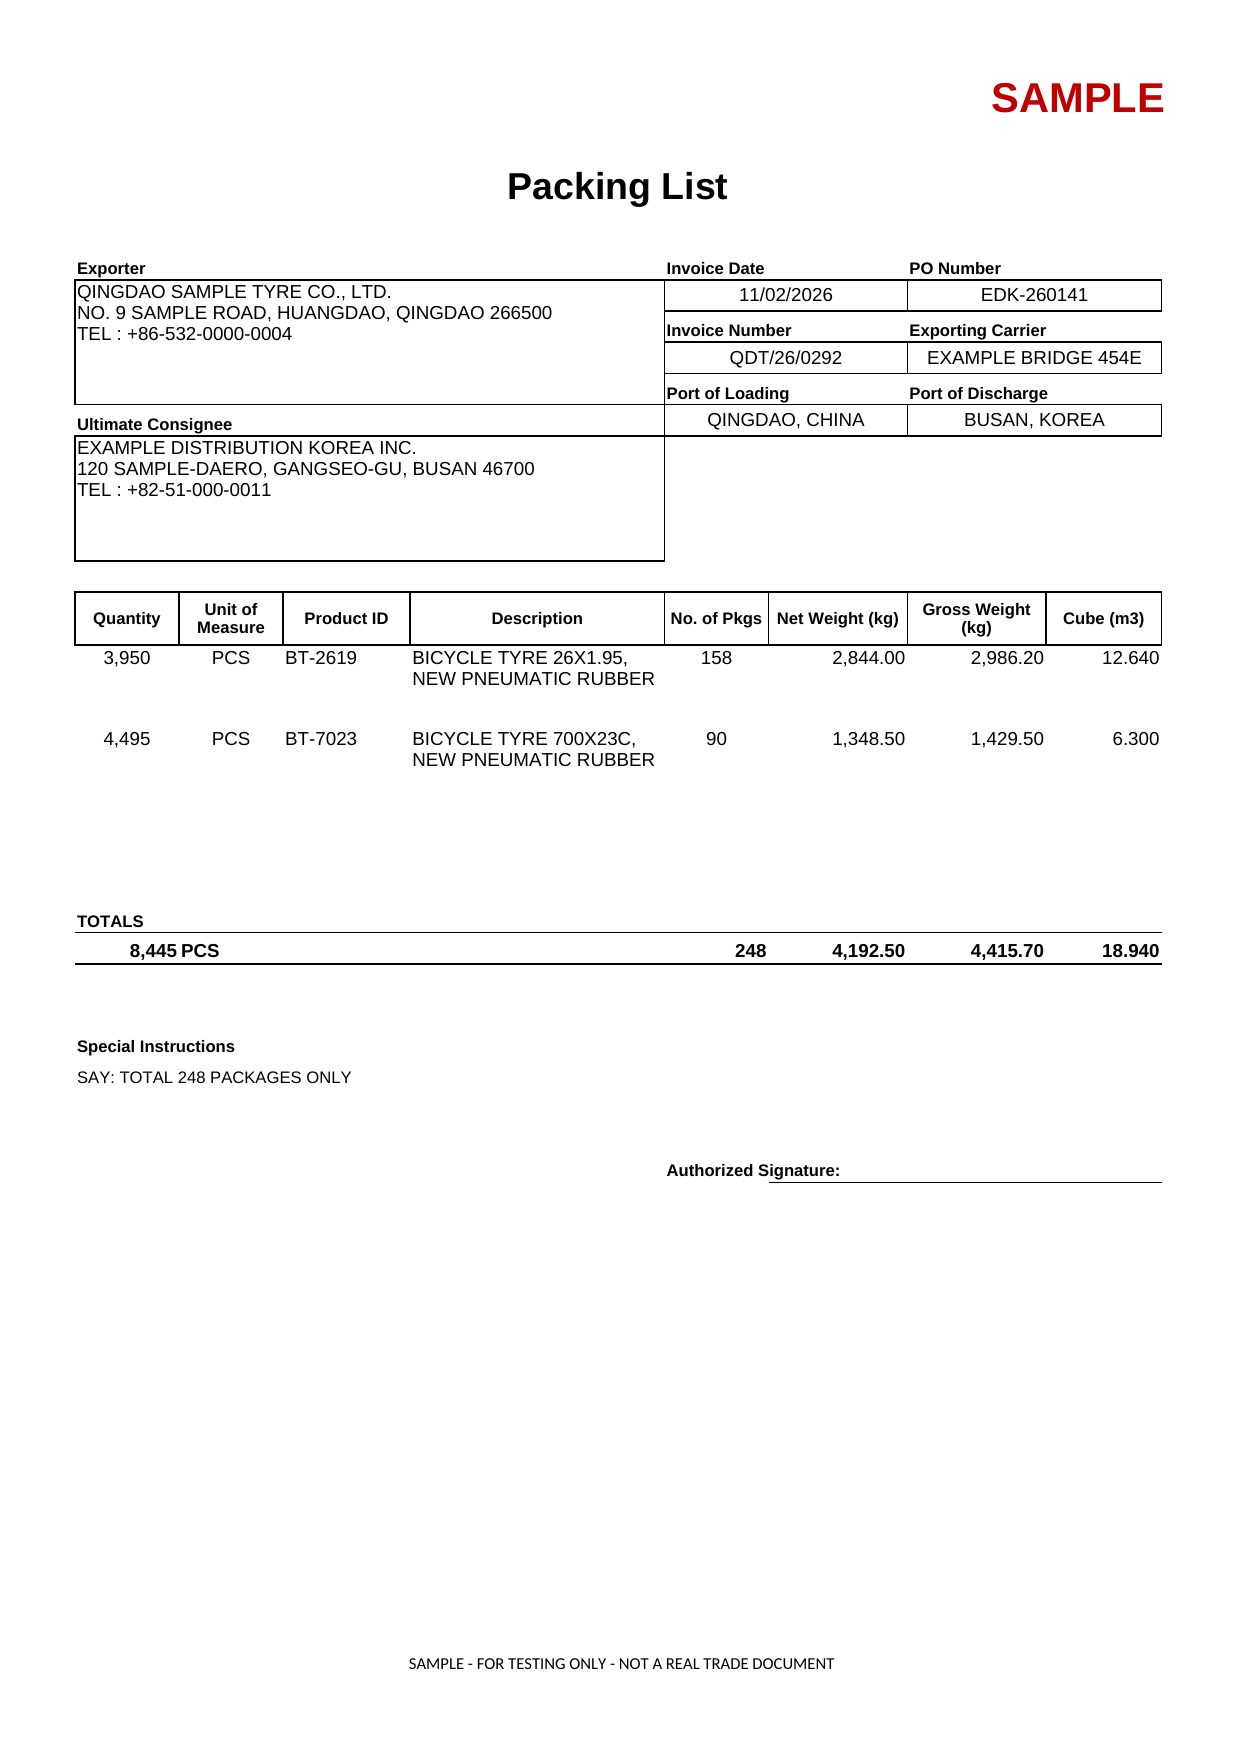 SAMPLE
Packing List
Exporter
Invoice Date
PO Number
QINGDAO SAMPLE TYRE CO., LTD.
NO. 9 SAMPLE ROAD, HUANGDAO, QINGDAO 266500
TEL : +86-532-0000-0004
11/02/2026
EDK-260141
Invoice Number
Exporting Carrier
QDT/26/0292
EXAMPLE BRIDGE 454E
Port of Loading
Port of Discharge
QINGDAO, CHINA
BUSAN, KOREA
Ultimate Consignee
EXAMPLE DISTRIBUTION KOREA INC.
120 SAMPLE-DAERO, GANGSEO-GU, BUSAN 46700
TEL : +82-51-000-0011
Quantity
Unit of
Measure
Product ID
Description
No. of Pkgs
Net Weight (kg)
Gross Weight
(kg)
Cube (m3)
3,950 PCS BT-2619 BICYCLE TYRE 26X1.95, 158 2,844.00 2,986.20 12.640
NEW PNEUMATIC RUBBER
4,495 PCS BT-7023 BICYCLE TYRE 700X23C, 90 1,348.50 1,429.50 6.300
NEW PNEUMATIC RUBBER
TOTALS
8,445 PCS 248 4,192.50 4,415.70 18.940
Special Instructions
SAY: TOTAL 248 PACKAGES ONLY
Authorized Signature:
SAMPLE - FOR TESTING ONLY - NOT A REAL TRADE DOCUMENT